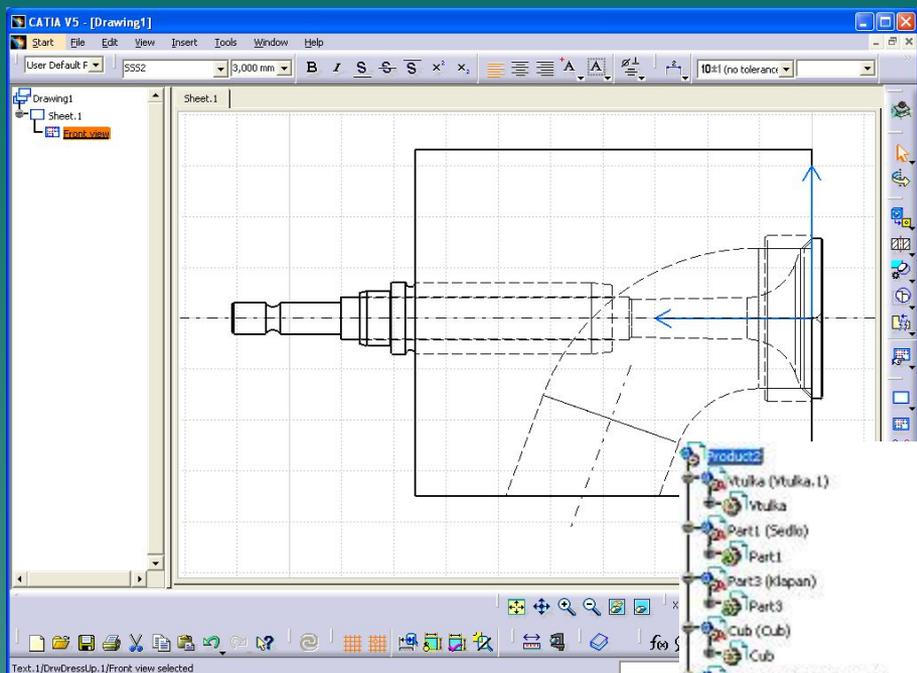 CATIA V5 - [Drawing1]
Start File Edit View Insert Tools Window Help
User Default F SSS2 3,000 mm B I S S S x² x₂ A A 10±1 (no tolerance
Drawing1
Sheet.1
Front view
Sheet.1
Product2
Vtulka (Vtulka.1)
Vtulka
Part1 (Sedlo)
Part1
Part3 (Klapan)
Part3
Cub (Cub)
Cub
f(x)
Text.1/DrwDressUp.1/Front view selected